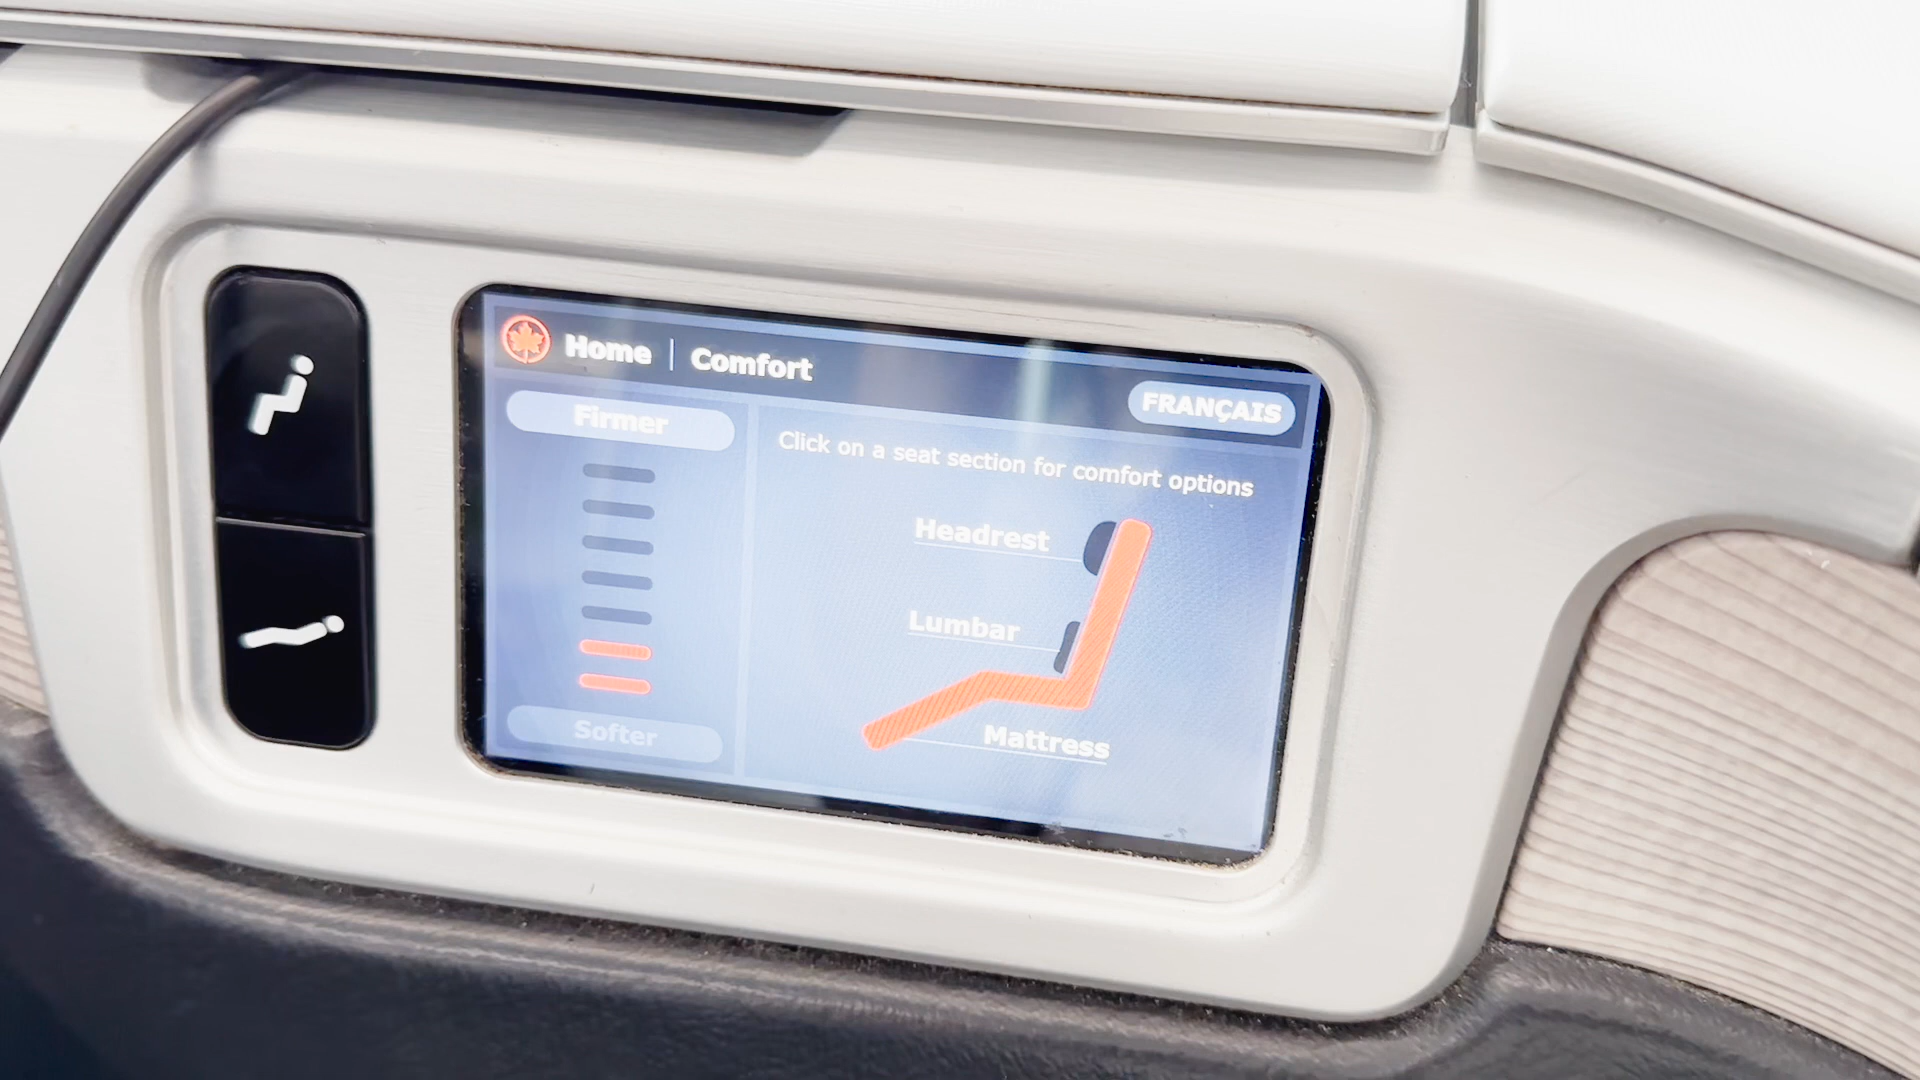 Home | Comfort
FRANÇAIS
Firmer
Softer
Click on a seat section for comfort options
Headrest
Lumbar
Mattress